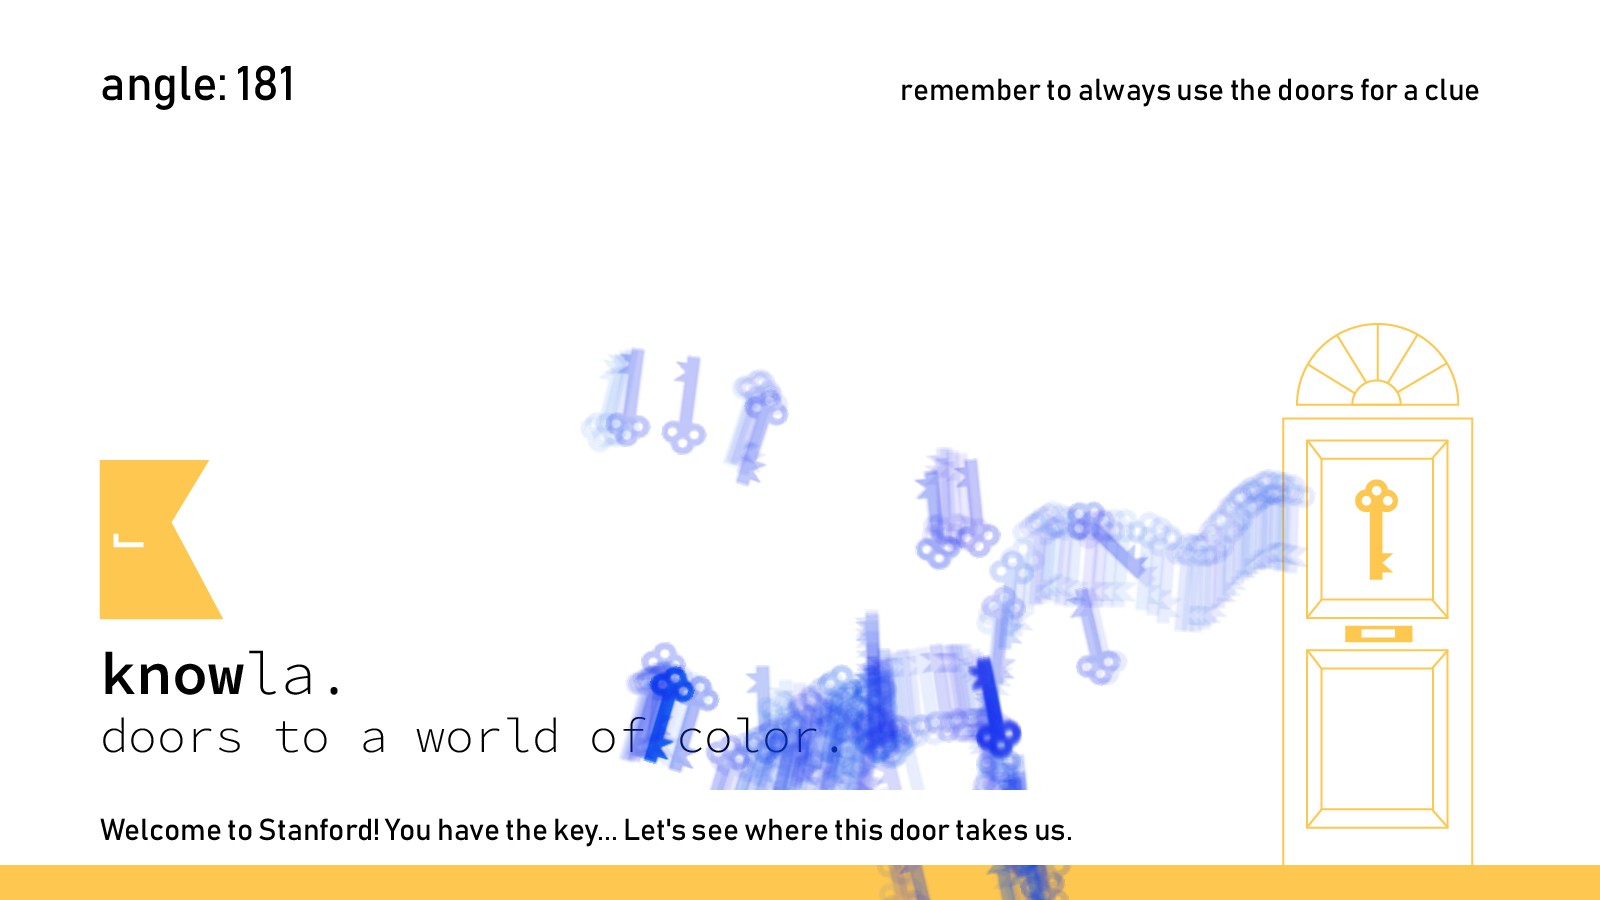 angle: 181
remember to always use the doors for a clue
knowla.
doors to a world of color.
Welcome to Stanford! You have the key... Let's see where this door takes us.